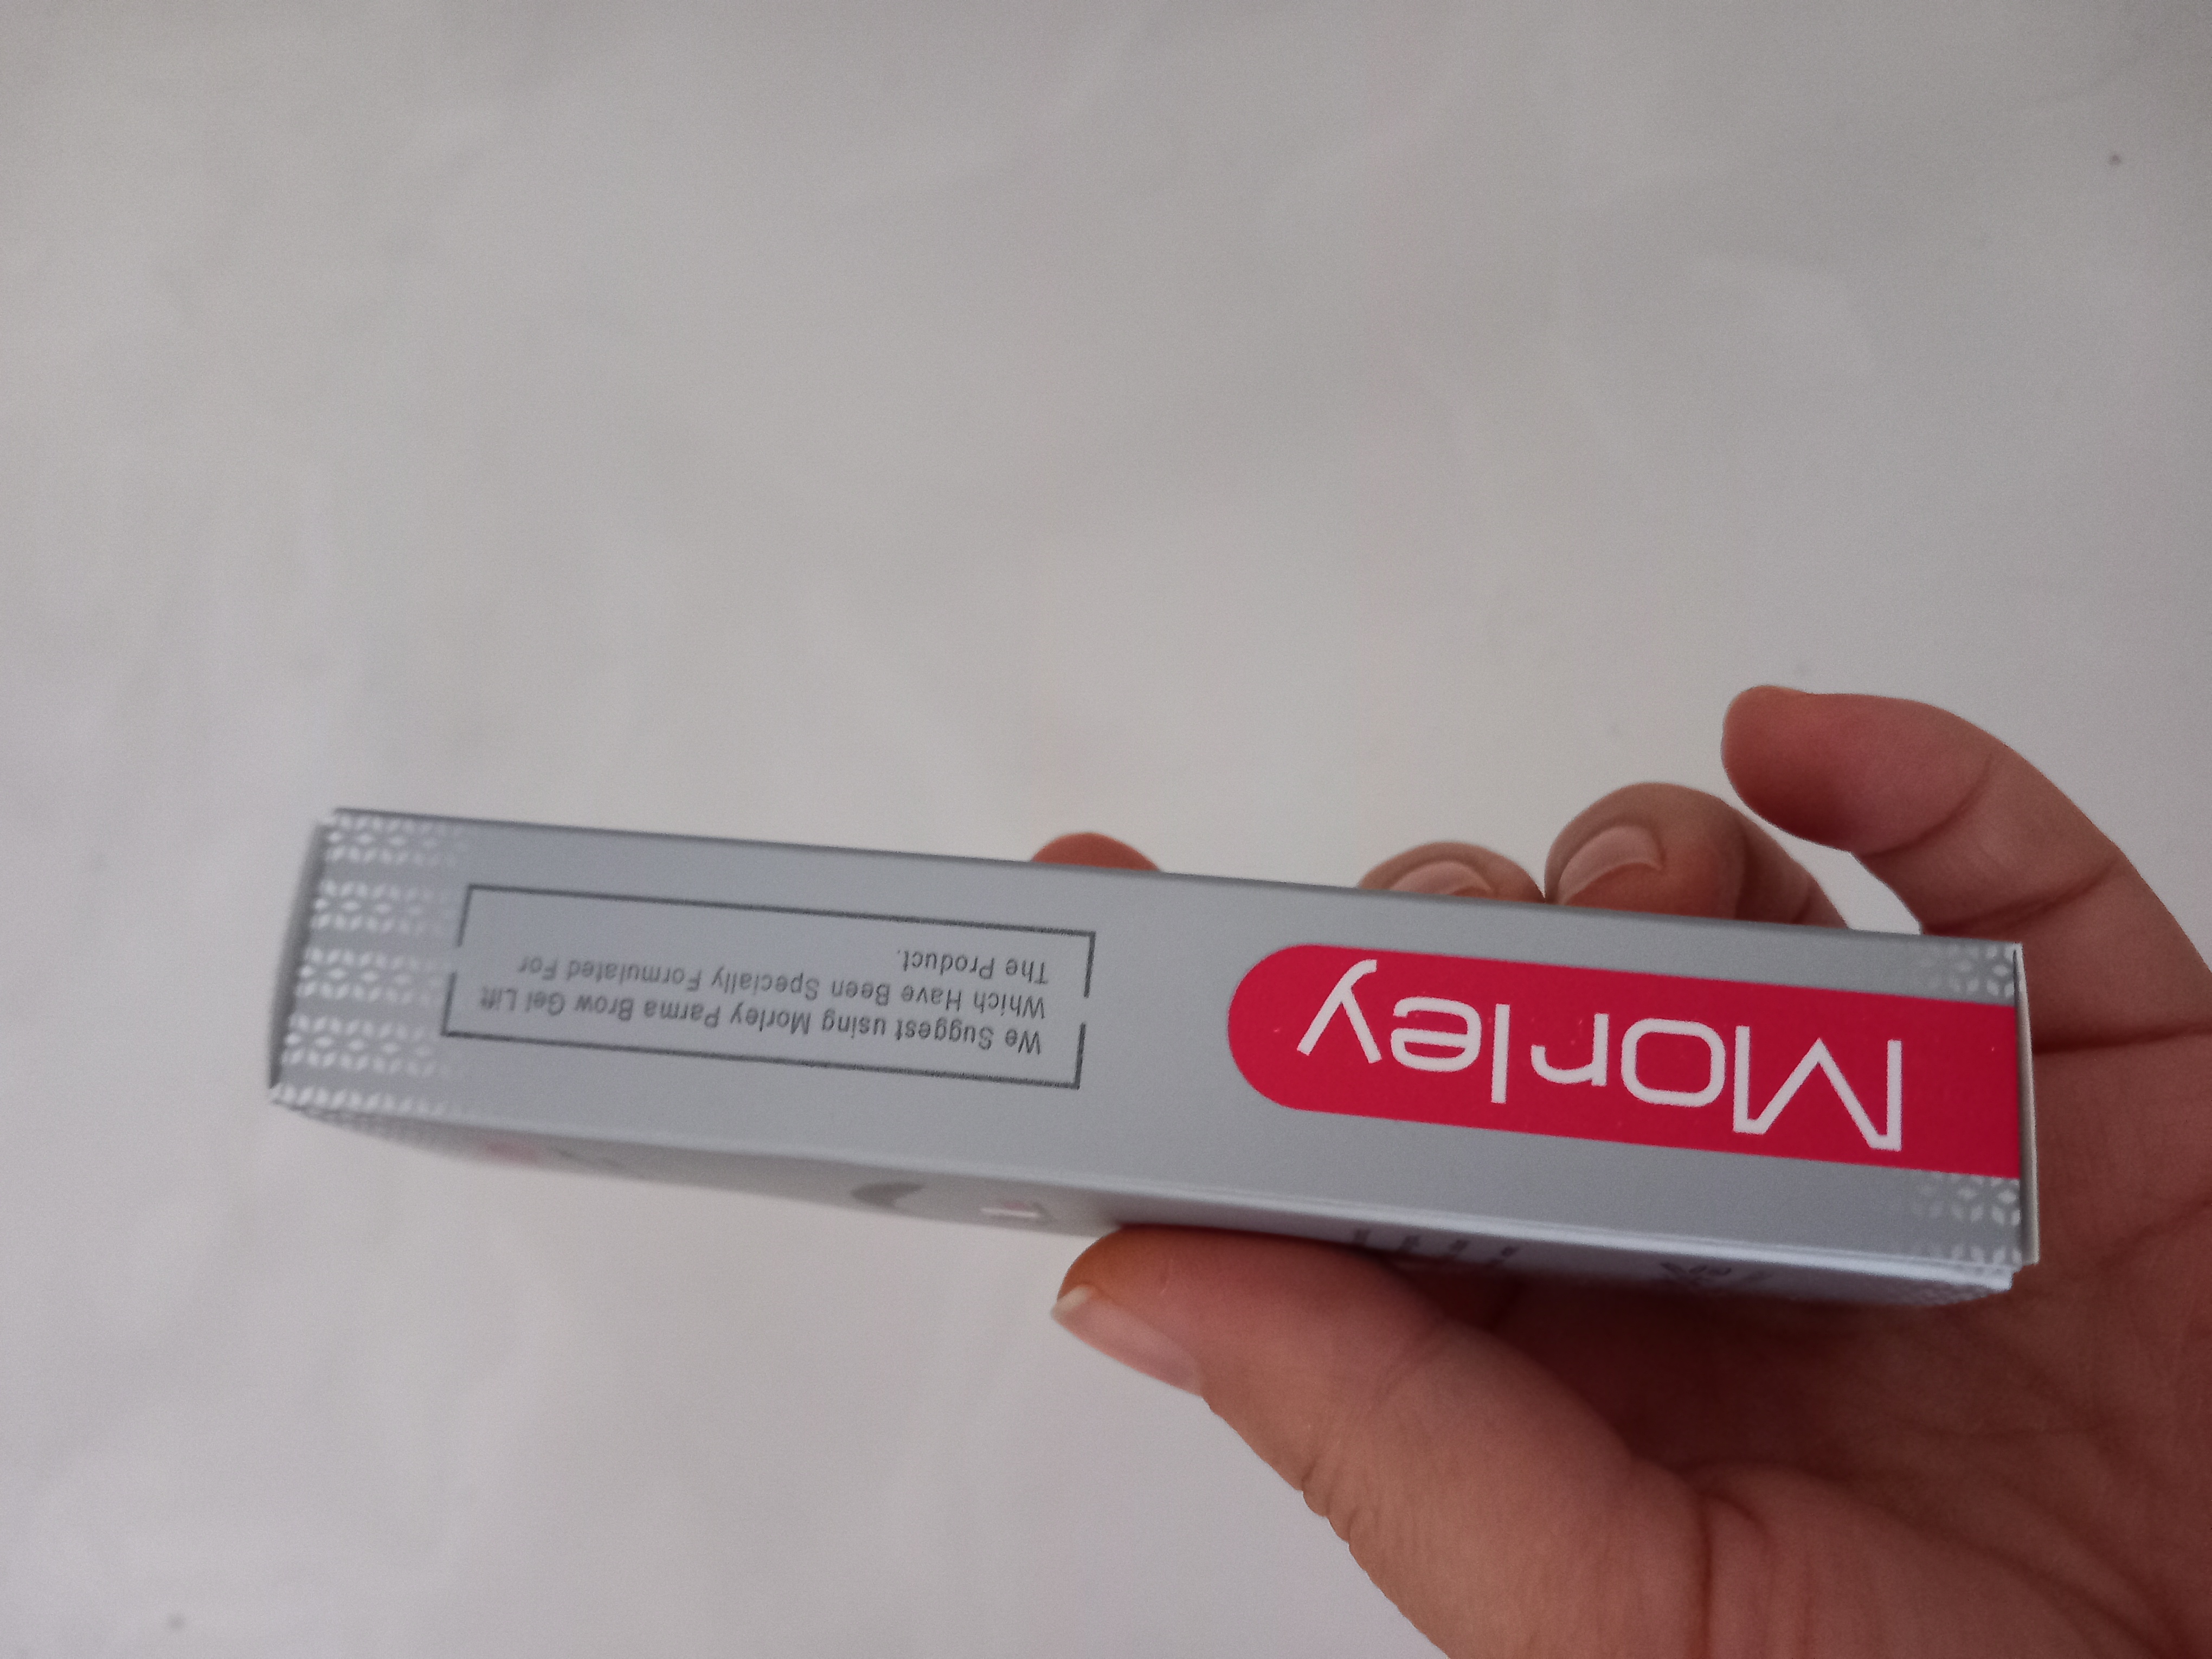 Morley
We Suggest using Morley Parma Brow Gel Lift
Which Have Been Specially Formulated For
The Product.